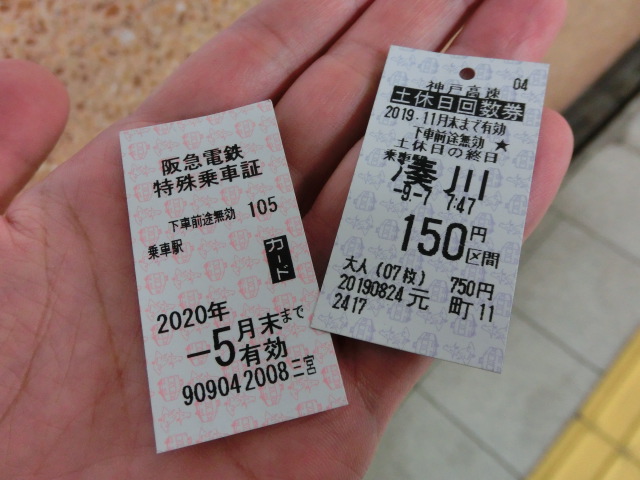 阪急電鉄
特殊乗車証
下車前途無効 105
乗車駅
カード
2020年
-5月末まで
有効
90904 2008 三宮
神戸高速 04
土休日回数券
2019-11月末まで有効
下車前途無効 ★
土休日の終日
湊川
-9.-7 7:47
150円
区間
大人(07枚) 750円
20190824 元 町 11
2417